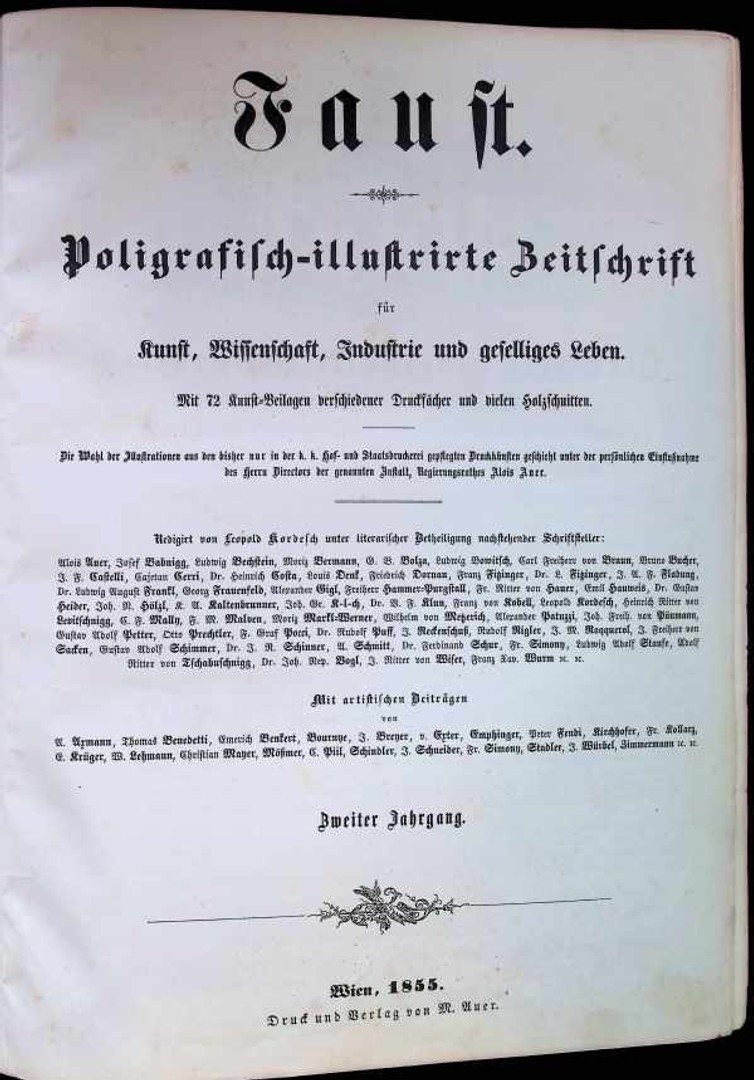 Faust.
Poligrafisch-illustrirte Zeitschrift
für
Kunst, Wissenschaft, Industrie und geselliges Leben.
Mit 72 Kunst-Beilagen verschiedener Druckfächer und vielen Holzschnitten.
Die Wahl der Illustrationen aus den bisher nur in der k. k. Hof- und Staatsdruckerei gepflegten Druckkünsten geschieht unter der persönlichen Einflußnahme
des Herrn Directors der genannten Anstalt, Regierungsrathes Alois Auer.
Redigirt von Leopold Kordesch unter literarischer Betheiligung nachstehender Schriftsteller:
Alois Auer, Josef Babnigg, Ludwig Bechstein, Moriz Bermann, G. B. Bolza, Ludwig Bowitsch, Carl Freiherr von Braun, Bruno Bucher,
J. F. Castelli, Cajetan Cerri, Dr. Heinrich Costa, Louis Denk, Friedrich Dornau, Franz Fitzinger, Dr. L. Fitzinger, J. A. F. Fladung,
Dr. Ludwig August Frankl, Georg Frauenfeld, Alexander Gigl, Freiherr Hammer-Purgstall, Fr. Ritter von Hauer, Emil Hauweis, Dr. Gustav
Heider, Joh. N. Hölzl, K. A. Kaltenbrunner, Joh. Gr. K-l-ch, Dr. V. F. Klun, Franz von Kobell, Leopold Kordesch, Heinrich Ritter von
Levitschnigg, C. F. Mally, F. M. Malven, Moriz Markl-Werner, Wilhelm von Metzerich, Alexander Patuzzi, Joh. Freih. von Pänmann,
Gustav Adolf Petter, Otto Prechtler, F. Graf Pocci, Dr. Rudolf Puff, J. Reckenschuß, Rudolf Rigler, J. M. Roqquerol, J. Freiherr von
Sacken, Gustav Adolf Schimmer, Dr. J. R. Schinner, A. Schmitt, Dr. Ferdinand Schur, Fr. Simony, Ludwig Adolf Staufe, Adolf
Ritter von Tschabuschnigg, Dr. Joh. Nep. Vogl, J. Ritter von Wiser, Franz Xav. Wurm ꝛc. ꝛc.
Mit artistischen Beiträgen
von
A. Axmann, Thomas Benedetti, Emerich Benkert, Bournye, J. Breyer, v. Exter, Emphinger, Peter Fendi, Kirchhofer, Fr. Kollarz,
E. Krüger, W. Lehmann, Christian Mayer, Mößmer, C. Piil, Schindler, J. Schneider, Fr. Simony, Stadler, J. Würbel, Zimmermann ꝛc. ꝛc.
Zweiter Jahrgang.
Wien, 1855.
Druck und Verlag von M. Auer.